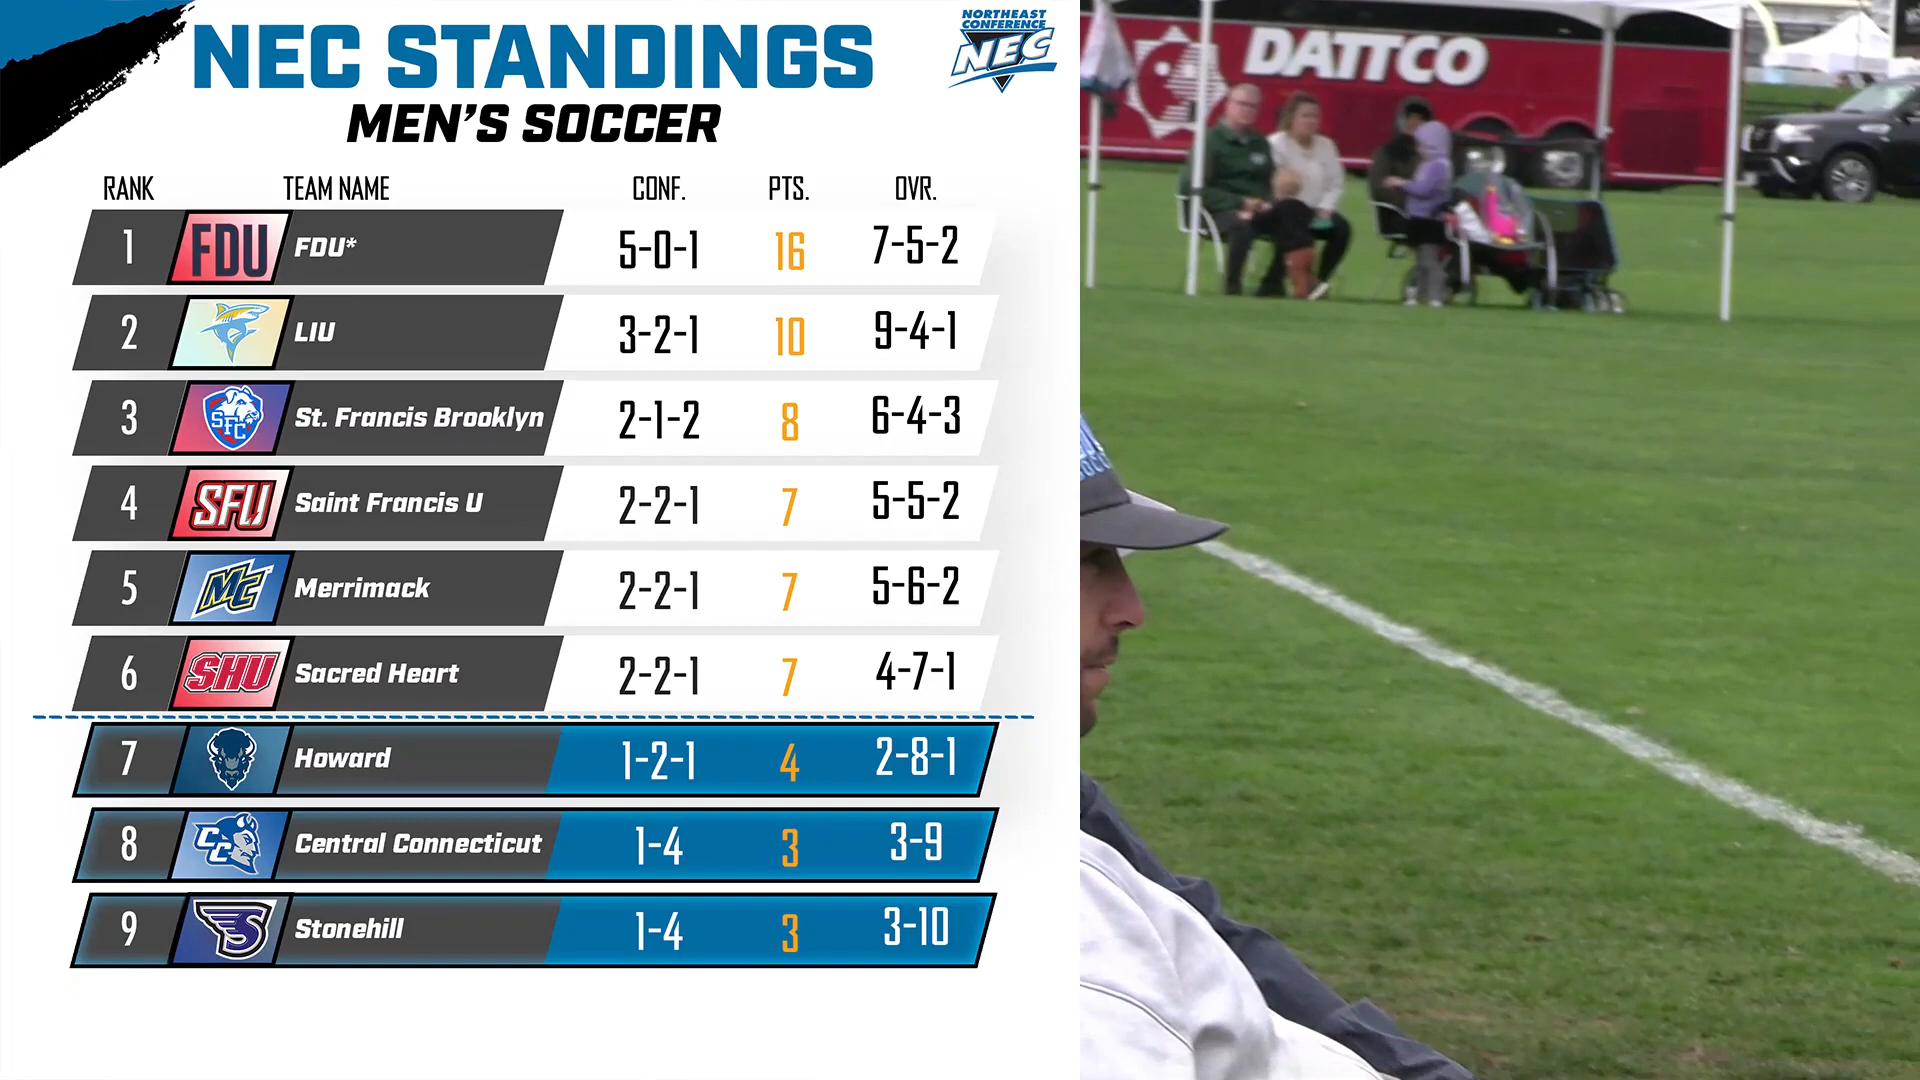 NEC STANDINGS
MEN'S SOCCER
NORTHEAST
CONFERENCE
NEC
RANK TEAM NAME CONF. PTS. OVR.
1 FDU FDU* 5-0-1 16 7-5-2
2 LIU 3-2-1 10 9-4-1
3 SFC St. Francis Brooklyn 2-1-2 8 6-4-3
4 SFU Saint Francis U 2-2-1 7 5-5-2
5 MC Merrimack 2-2-1 7 5-6-2
6 SHU Sacred Heart 2-2-1 7 4-7-1
7 Howard 1-2-1 4 2-8-1
8 CC Central Connecticut 1-4 3 3-9
9 S Stonehill 1-4 3 3-10
DATTCO